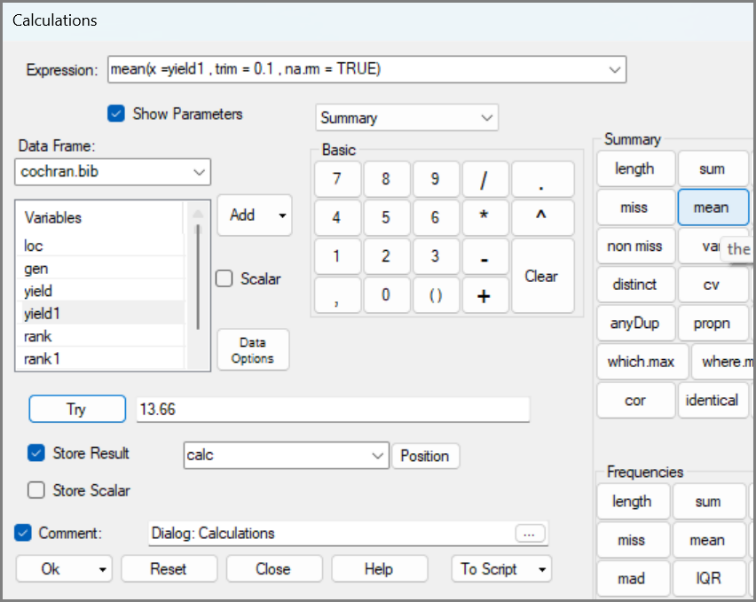 Calculations
Expression: mean(x =yield1 , trim = 0.1 , na.rm = TRUE)
Show Parameters
Summary
Data Frame:
cochran.bib
Variables
loc
gen
yield
yield1
rank
rank1
Add
Scalar
Data
Options
Basic
7 8 9 / .
4 5 6 * ^
1 2 3 - Clear
, 0 () +
Summary
length sum
miss mean
non miss
the
distinct cv
anyDup propn
which.max
cor identical
Try 13.66
Store Result calc Position
Store Scalar
Comment: Dialog: Calculations ...
Ok Reset Close Help To Script
Frequencies
length sum
miss mean
mad IQR